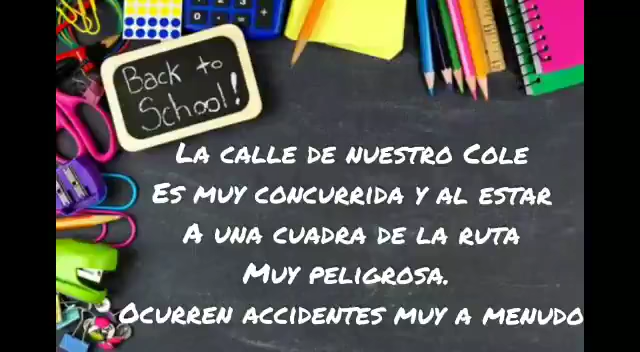 Back to
School!
LA CALLE DE NUESTRO COLE
ES MUY CONCURRIDA Y AL ESTAR
A UNA CUADRA DE LA RUTA
MUY PELIGROSA.
OCURREN ACCIDENTES MUY A MENUDO